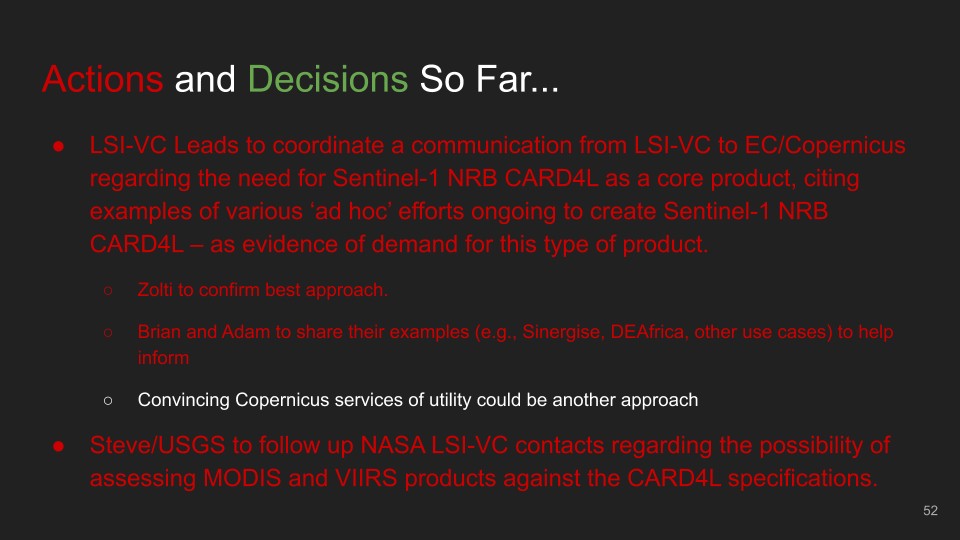 Actions and Decisions So Far...
● LSI-VC Leads to coordinate a communication from LSI-VC to EC/Copernicus
regarding the need for Sentinel-1 NRB CARD4L as a core product, citing
examples of various ‘ad hoc’ efforts ongoing to create Sentinel-1 NRB
CARD4L – as evidence of demand for this type of product.
○ Zolti to confirm best approach.
○ Brian and Adam to share their examples (e.g., Sinergise, DEAfrica, other use cases) to help
inform
○ Convincing Copernicus services of utility could be another approach
● Steve/USGS to follow up NASA LSI-VC contacts regarding the possibility of
assessing MODIS and VIIRS products against the CARD4L specifications.
52